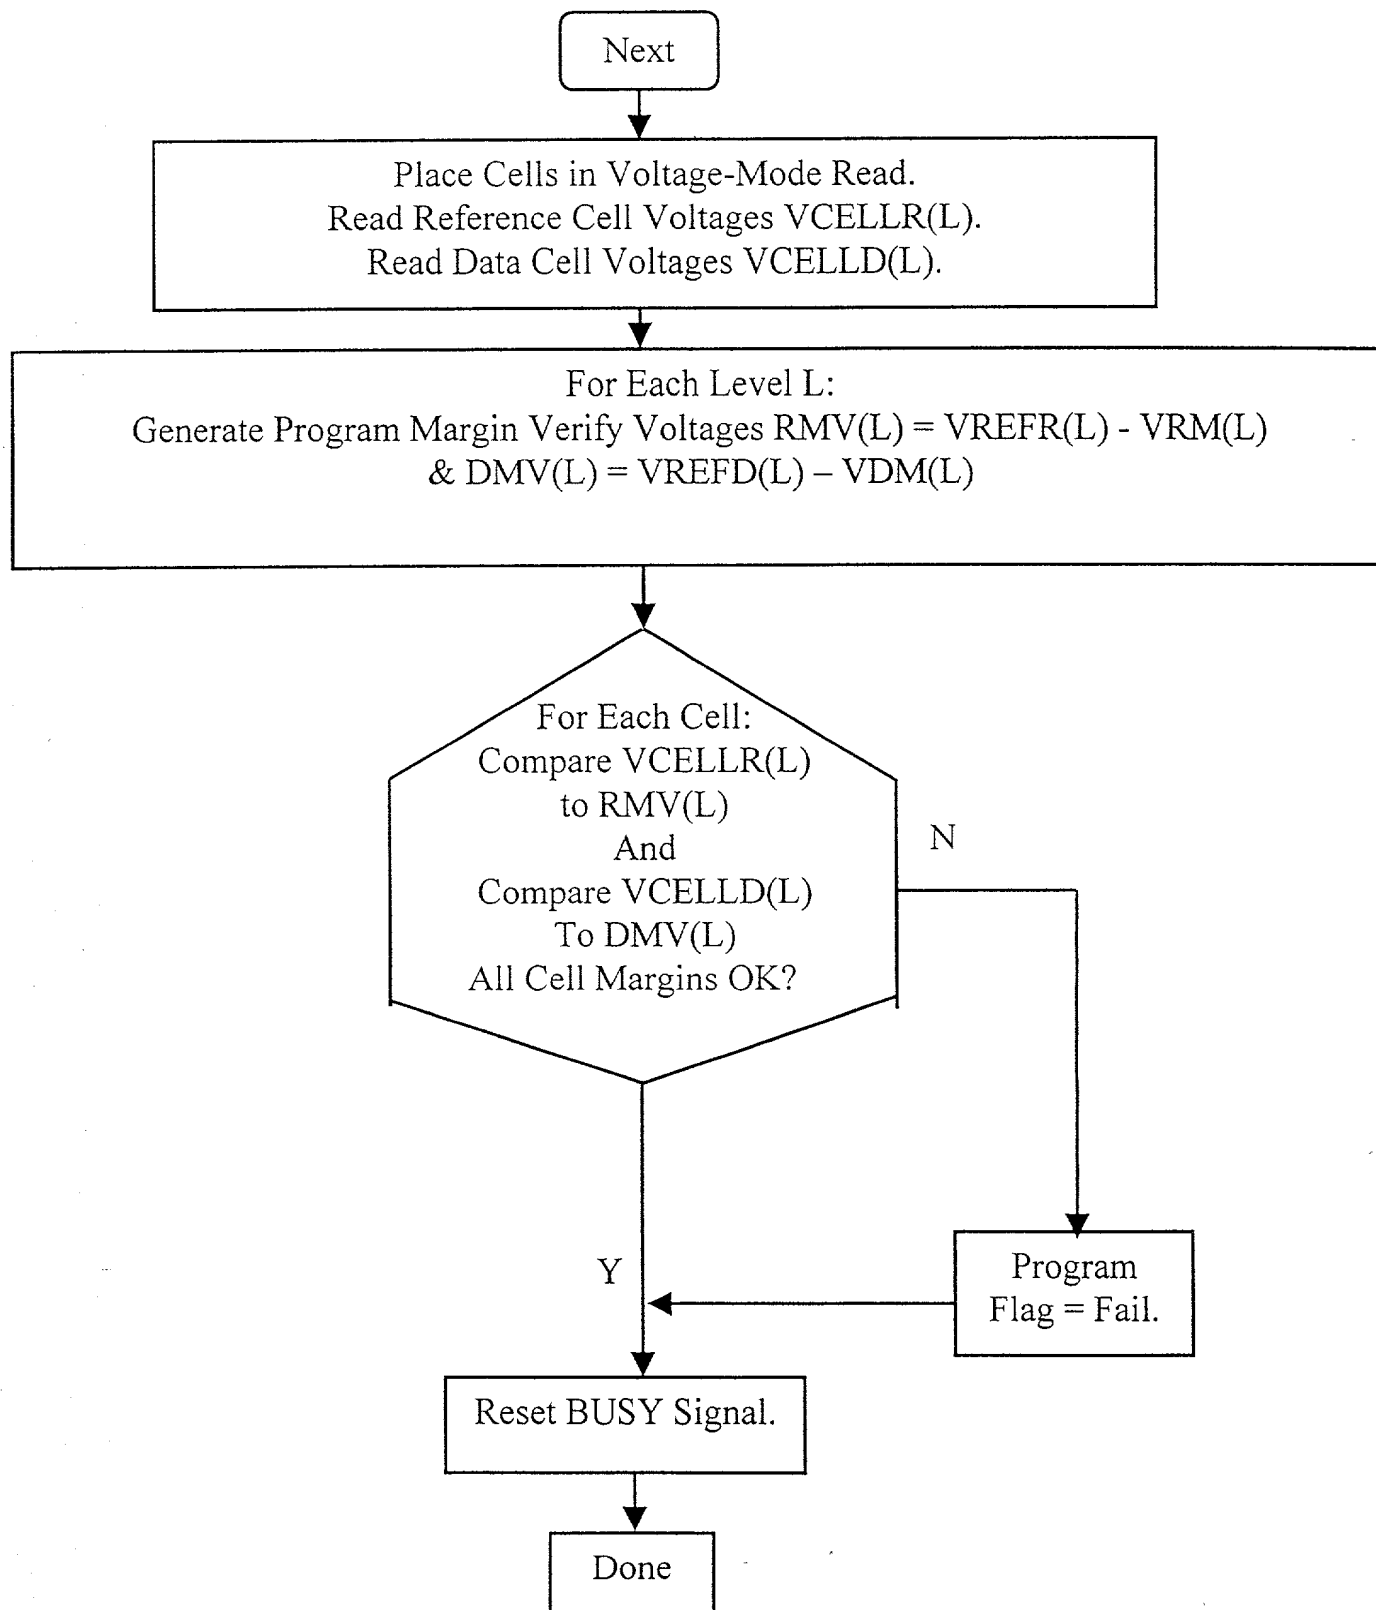 Next
Place Cells in Voltage-Mode Read.
Read Reference Cell Voltages VCELLR(L).
Read Data Cell Voltages VCELLD(L).
For Each Level L:
Generate Program Margin Verify Voltages RMV(L) = VREFR(L) - VRM(L)
& DMV(L) = VREFD(L) – VDM(L)
For Each Cell:
Compare VCELLR(L)
to RMV(L)
And
Compare VCELLD(L)
To DMV(L)
All Cell Margins OK?
N
Y
Program
Flag = Fail.
Reset BUSY Signal.
Done